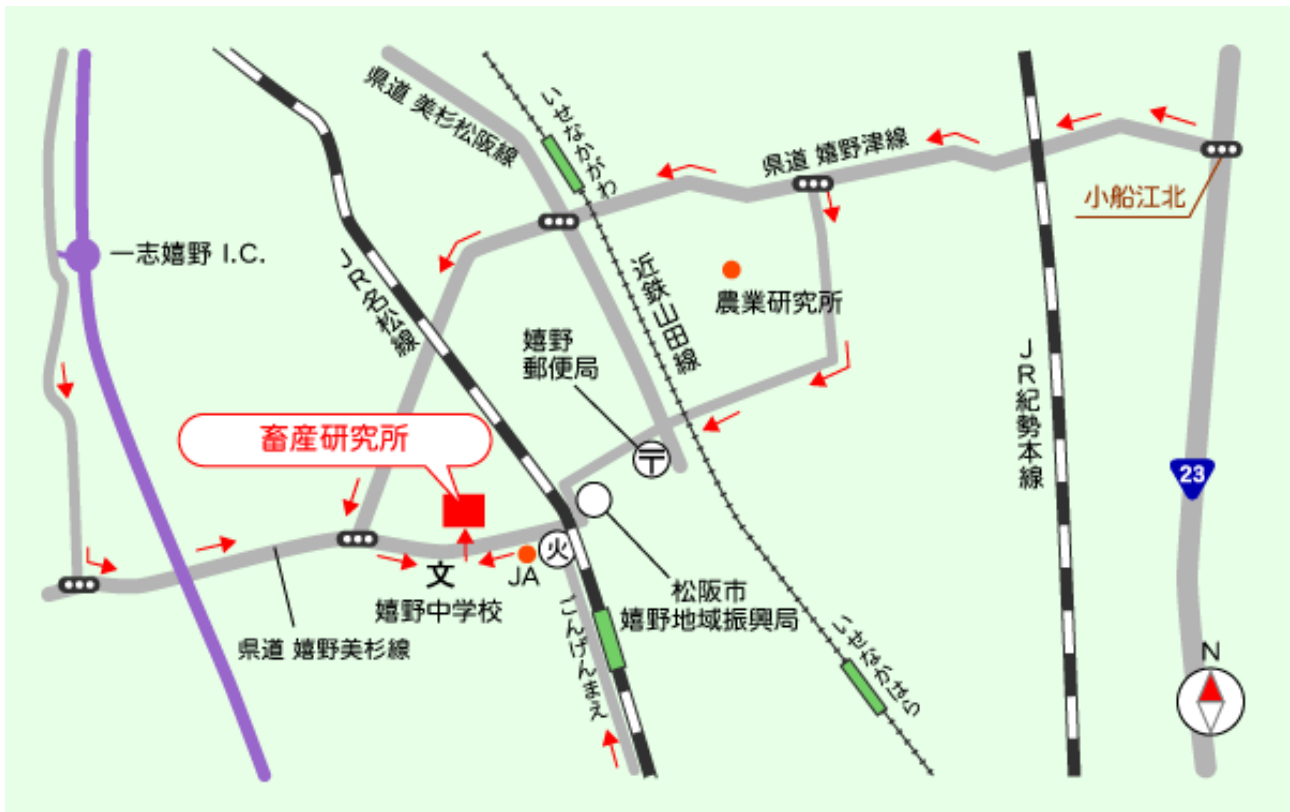 県道 美杉松阪線
いせなかがわ
県道 嬉野津線
小船江北
一志嬉野 I.C.
JR名松線
近鉄山田線
農業研究所
嬉野
郵便局
JR紀勢本線
畜産研究所
〒
23
火
文
JA
嬉野中学校
松阪市
嬉野地域振興局
県道 嬉野美杉線
ごんげんまえ
いせなかはら
N